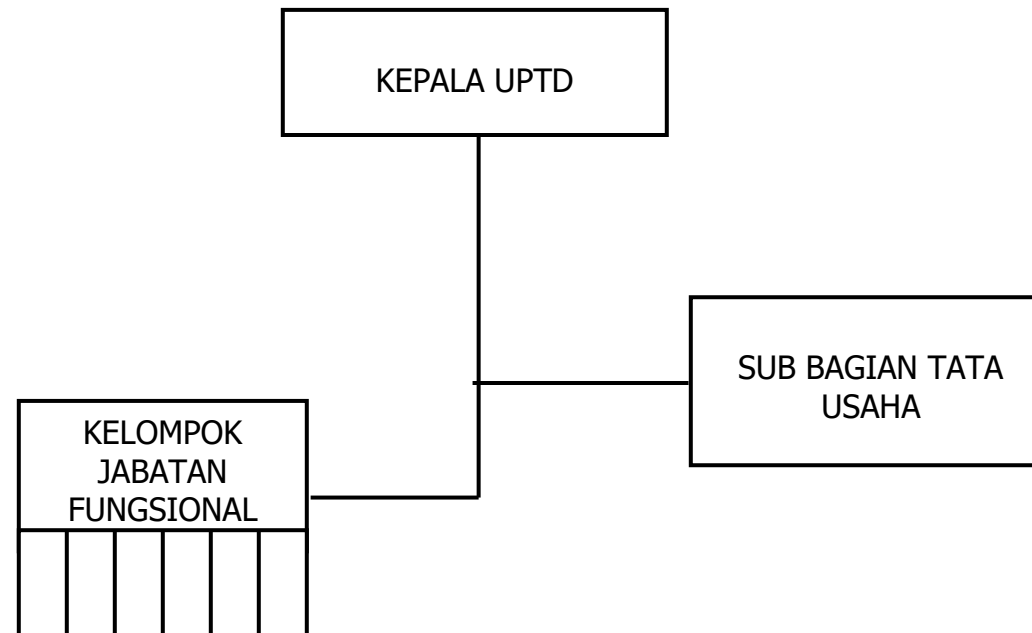 KEPALA UPTD
SUB BAGIAN TATA
USAHA
KELOMPOK
JABATAN
FUNGSIONAL